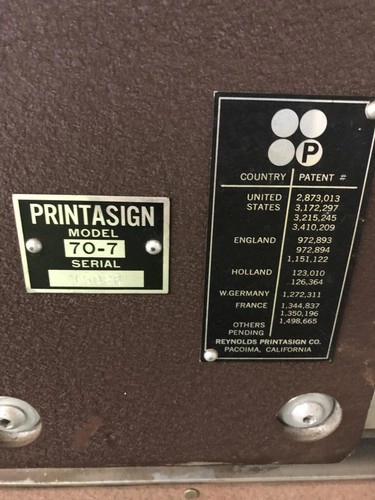 PRINTASIGN
MODEL
70-7
SERIAL
P
COUNTRY PATENT #
UNITED STATES 2,873,013
3,172,297
3,215,245
3,410,209
ENGLAND 972,893
972,894
1,151,122
HOLLAND 123,010
126,364
W.GERMANY 1,272,311
FRANCE 1,344,837
1,350,196
1,498,665
OTHERS PENDING
REYNOLDS PRINTASIGN CO.
PACOIMA, CALIFORNIA